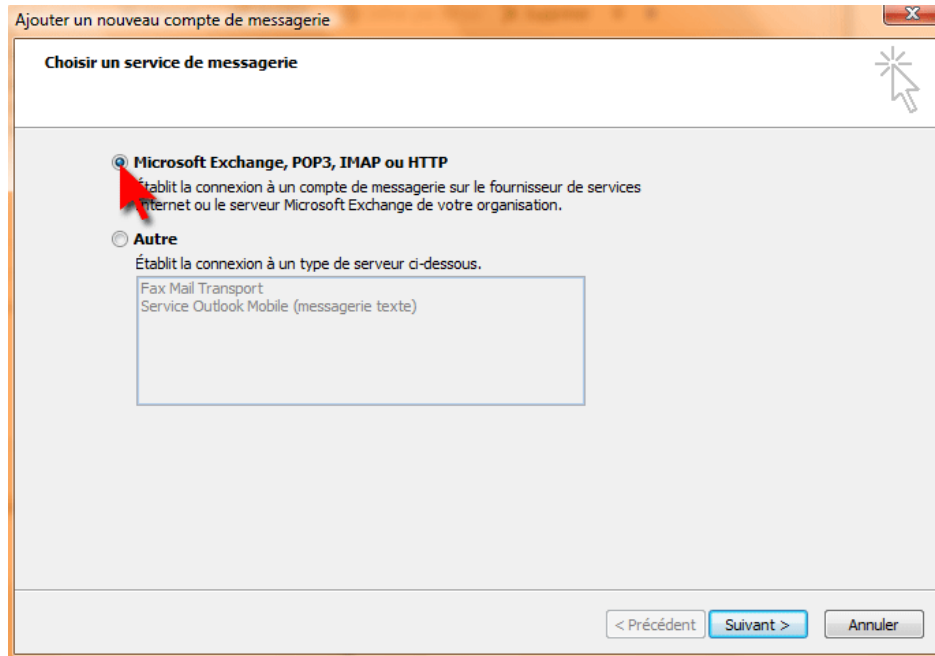 Ajouter un nouveau compte de messagerie
Choisir un service de messagerie
Microsoft Exchange, POP3, IMAP ou HTTP
Établit la connexion à un compte de messagerie sur le fournisseur de services
Internet ou le serveur Microsoft Exchange de votre organisation.
Autre
Établit la connexion à un type de serveur ci-dessous.
Fax Mail Transport
Service Outlook Mobile (messagerie texte)
< Précédent Suivant > Annuler